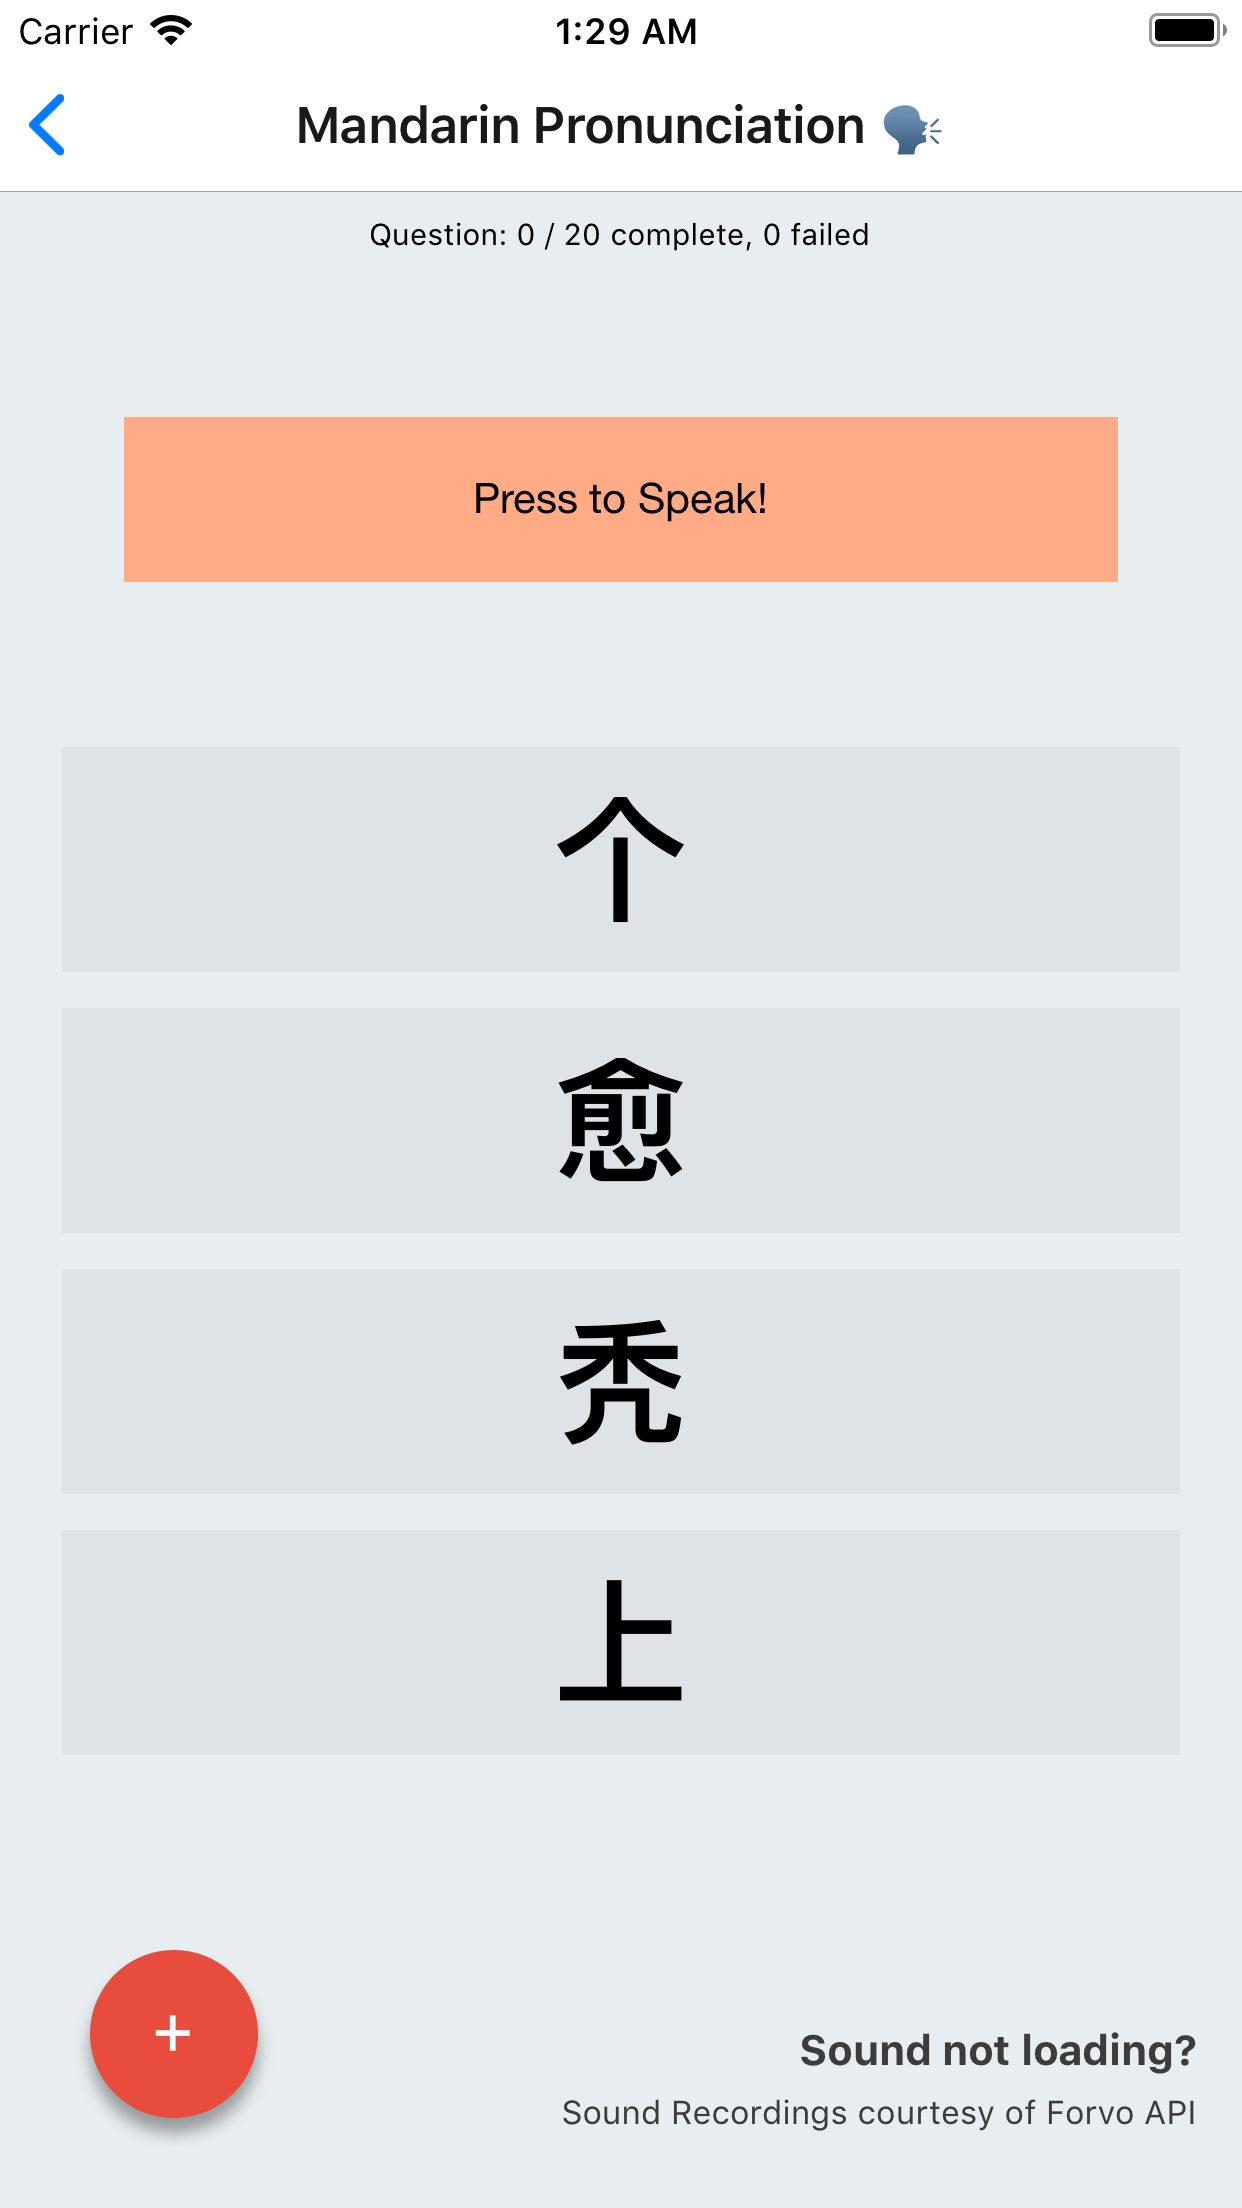 Carrier 1:29 AM
Mandarin Pronunciation 🗣
Question: 0 / 20 complete, 0 failed
Press to Speak!
个
愈
秃
上
+
Sound not loading?
Sound Recordings courtesy of Forvo API